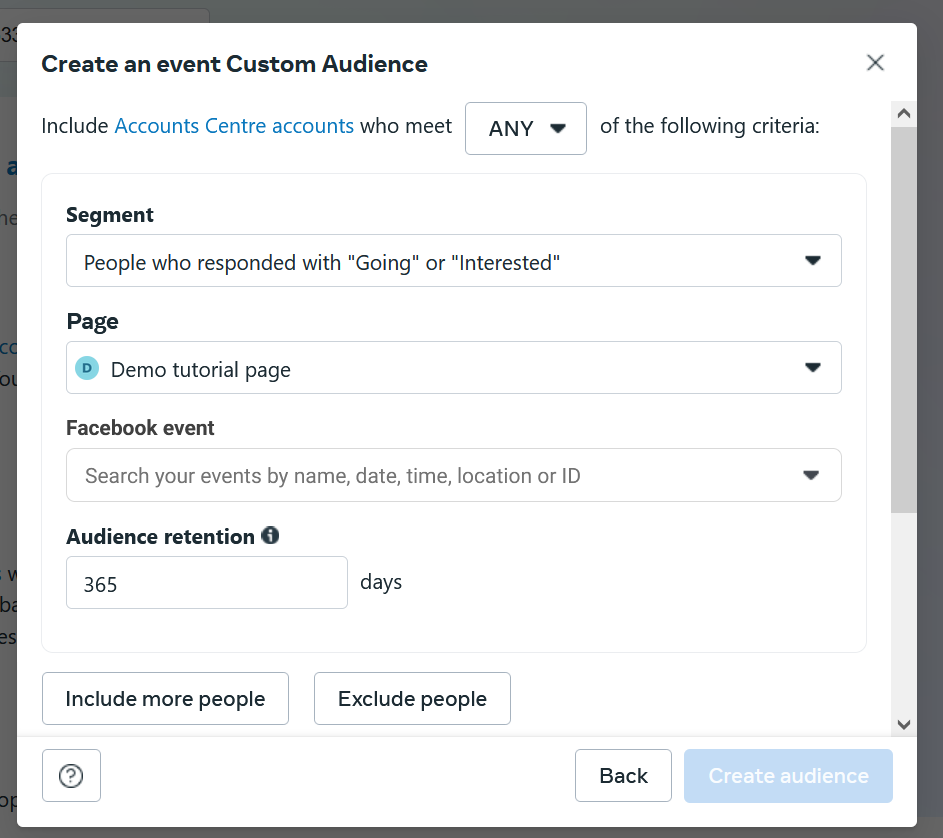 Create an event Custom Audience
Include Accounts Centre accounts who meet ANY of the following criteria:
Segment
People who responded with "Going" or "Interested"
Page
D Demo tutorial page
Facebook event
Search your events by name, date, time, location or ID
Audience retention
365 days
Include more people Exclude people
Back Create audience